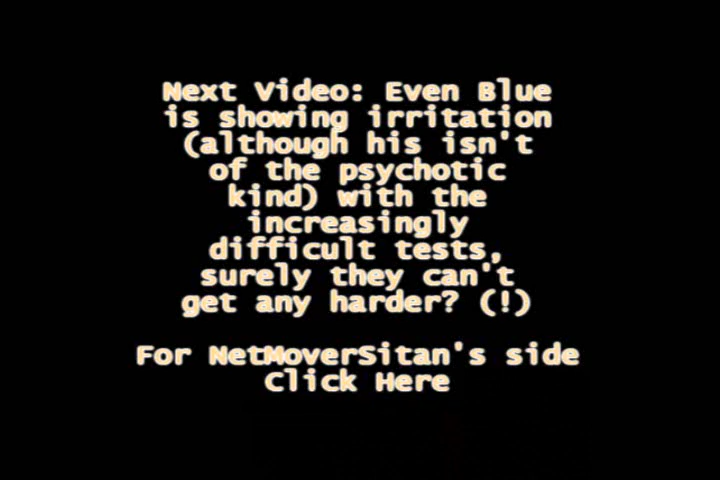 Next Video: Even Blue
is showing irritation
(although his isn't
of the psychotic
kind) with the
increasingly
difficult tests,
surely they can't
get any harder? (!)
For NetMoverSitan's side
Click Here